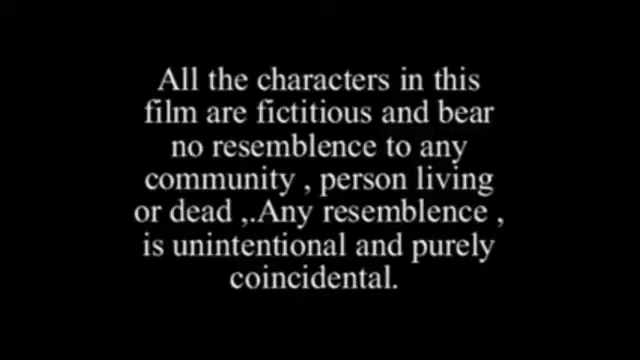 All the characters in this
film are fictitious and bear
no resemblence to any
community , person living
or dead ,.Any resemblence ,
is unintentional and purely
coincidental.